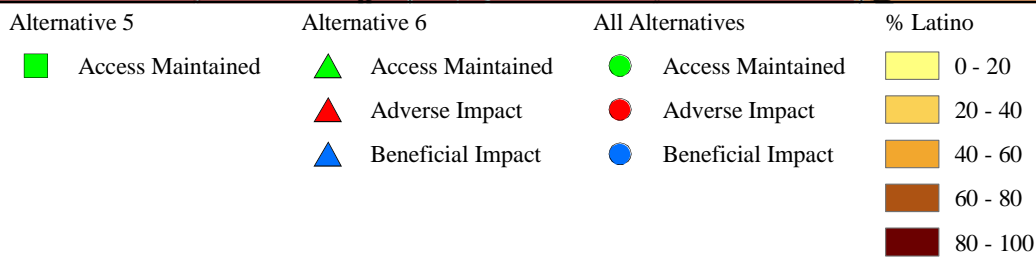 Alternative 5 Alternative 6 All Alternatives % Latino
Access Maintained Access Maintained Access Maintained 0 - 20
Adverse Impact Adverse Impact 20 - 40
Beneficial Impact Beneficial Impact 40 - 60
60 - 80
80 - 100